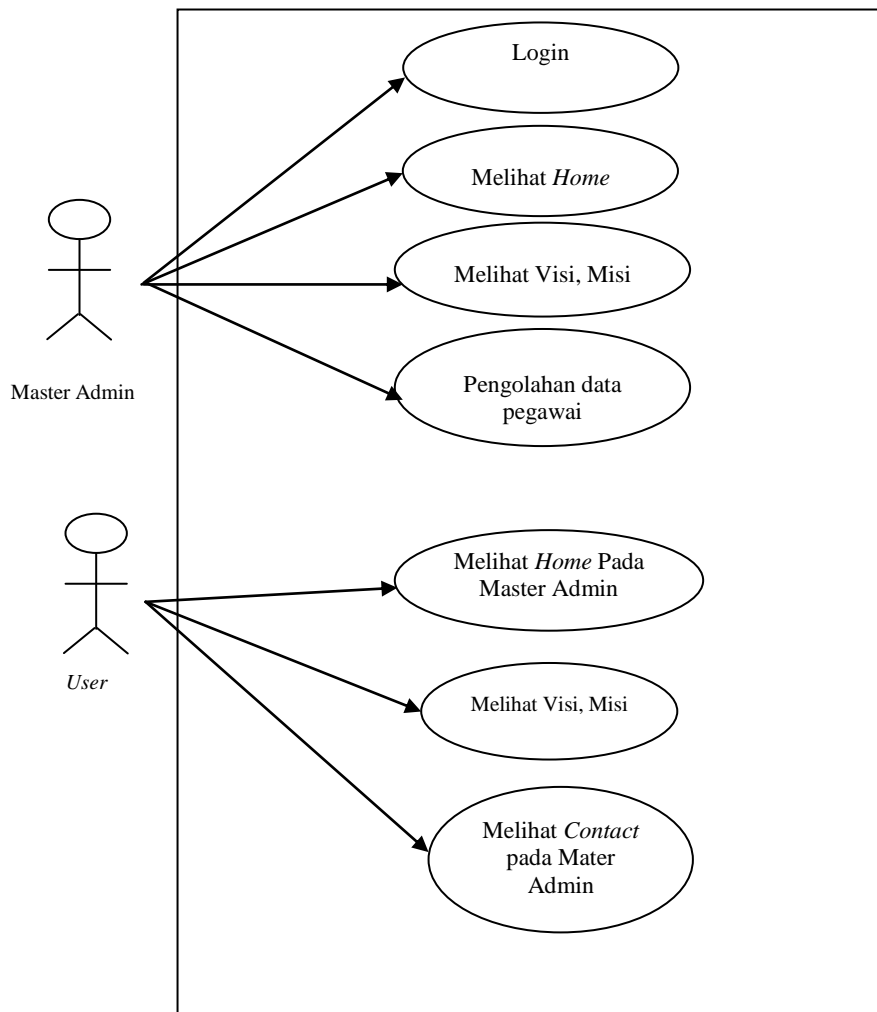 Login
Melihat Home
Melihat Visi, Misi
Pengolahan data
pegawai
Master Admin
Melihat Home Pada
Master Admin
Melihat Visi, Misi
User
Melihat Contact
pada Mater
Admin